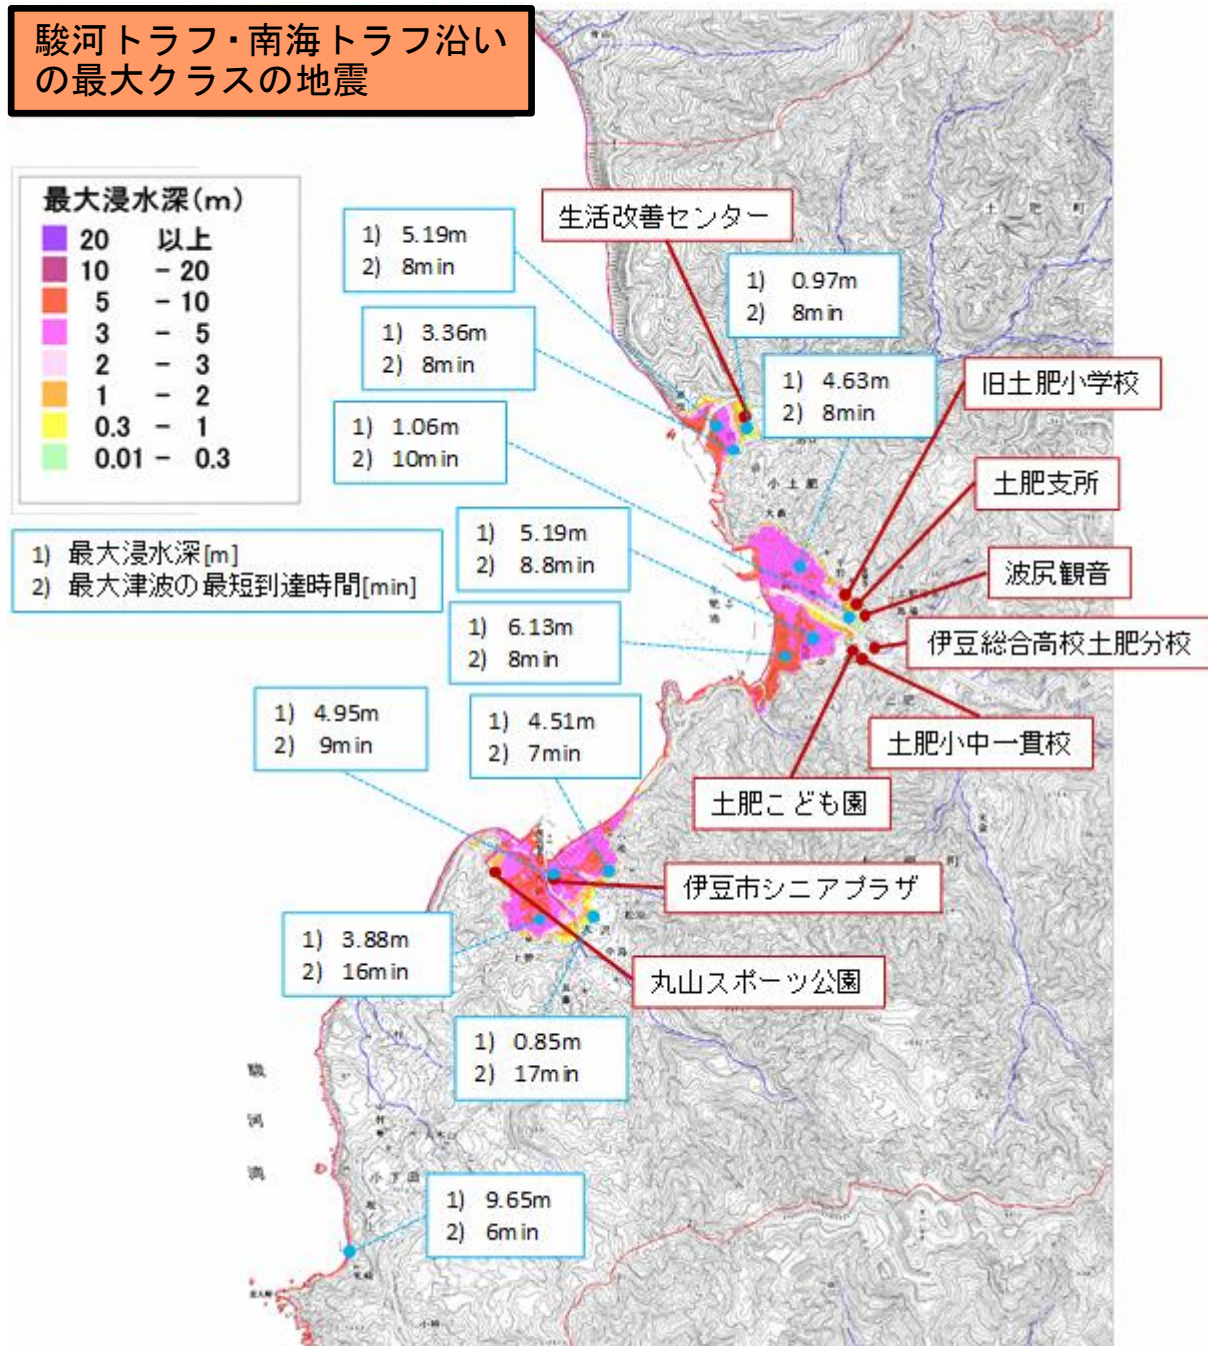 駿河トラフ・南海トラフ沿い
の最大クラスの地震
最大浸水深(m)
20 以上
10 - 20
5 - 10
3 - 5
2 - 3
1 - 2
0.3 - 1
0.01 - 0.3
1) 最大浸水深[m]
2) 最大津波の最短到達時間[min]
生活改善センター
1) 5.19m
2) 8min
1) 0.97m
2) 8min
1) 3.36m
2) 8min
1) 4.63m
2) 8min
旧土肥小学校
1) 1.06m
2) 10min
土肥支所
1) 5.19m
2) 8.8min
波尻観音
1) 6.13m
2) 8min
伊豆総合高校土肥分校
1) 4.95m
2) 9min
1) 4.51m
2) 7min
土肥小中一貫校
土肥こども園
伊豆市シニアプラザ
1) 3.88m
2) 16min
丸山スポーツ公園
1) 0.85m
2) 17min
1) 9.65m
2) 6min
土肥町
小土肥
駿河湾
小下田